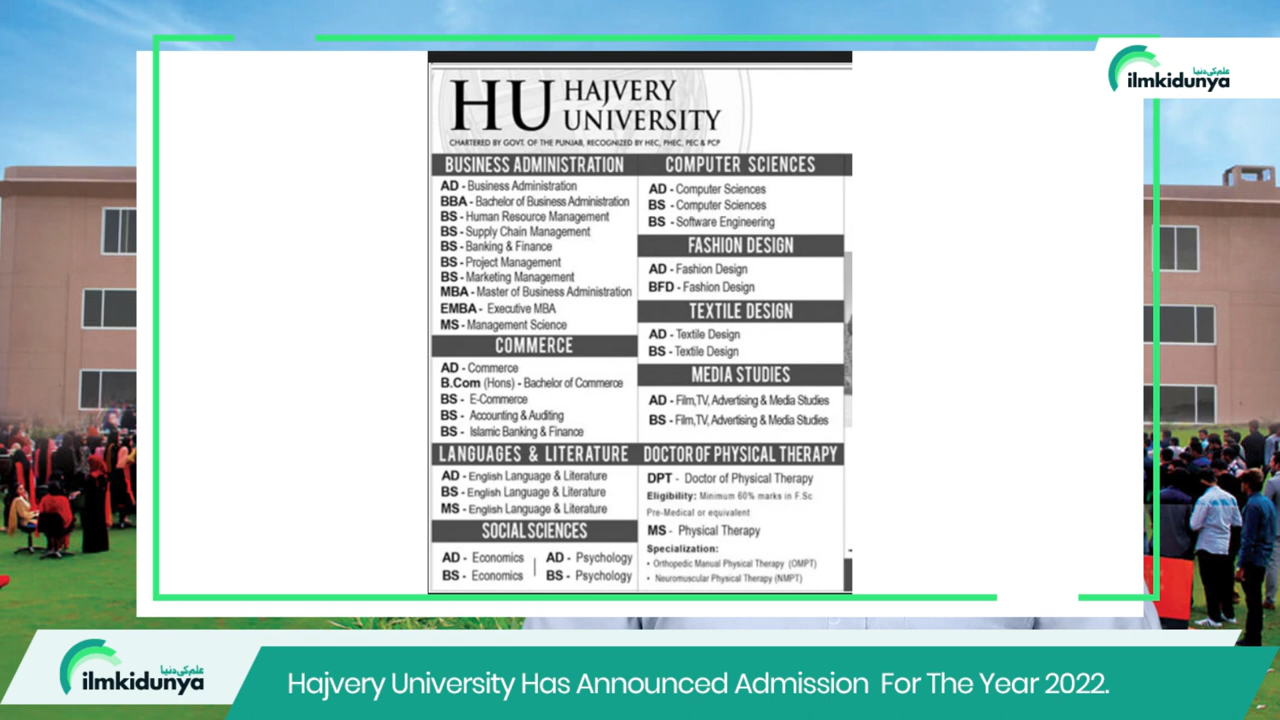 علم کی دنیا
ilmkidunya
HU HAJVERY
UNIVERSITY
CHARTERED BY GOVT. OF THE PUNJAB, RECOGNIZED BY HEC, PHEC, PEC & PCP
BUSINESS ADMINISTRATION
AD - Business Administration
BBA - Bachelor of Business Administration
BS - Human Resource Management
BS - Supply Chain Management
BS - Banking & Finance
BS - Project Management
BS - Marketing Management
MBA - Master of Business Administration
EMBA - Executive MBA
MS - Management Science
COMMERCE
AD - Commerce
B.Com (Hons) - Bachelor of Commerce
BS - E-Commerce
BS - Accounting & Auditing
BS - Islamic Banking & Finance
LANGUAGES & LITERATURE
AD - English Language & Literature
BS - English Language & Literature
MS - English Language & Literature
SOCIAL SCIENCES
AD - Economics | AD - Psychology
BS - Economics | BS - Psychology
COMPUTER SCIENCES
AD - Computer Sciences
BS - Computer Sciences
BS - Software Engineering
FASHION DESIGN
AD - Fashion Design
BFD - Fashion Design
TEXTILE DESIGN
AD - Textile Design
BS - Textile Design
MEDIA STUDIES
AD - Film,TV, Advertising & Media Studies
BS - Film,TV, Advertising & Media Studies
DOCTOR OF PHYSICAL THERAPY
DPT - Doctor of Physical Therapy
Eligibility: Minimum 60% marks in F.Sc
Pre-Medical or equivalent
MS - Physical Therapy
Specialization:
• Orthopedic Manual Physical Therapy (OMPT)
• Neuromuscular Physical Therapy (NMPT)
علم کی دنیا
ilmkidunya
Hajvery University Has Announced Admission For The Year 2022.